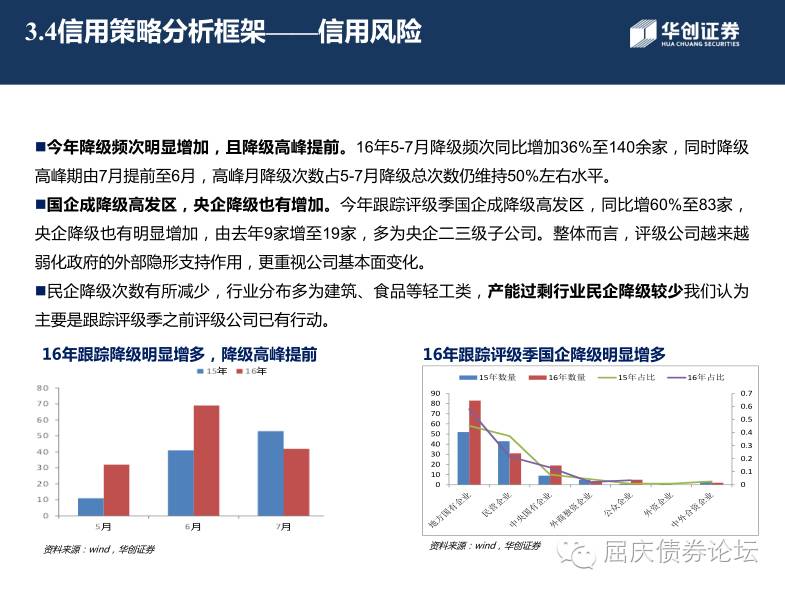 3.4信用策略分析框架——信用风险
华创证券
HUA CHUANG SECURITIES
■今年降级频次明显增加，且降级高峰提前。16年5-7月降级频次同比增加36%至140余家，同时降级
高峰期由7月提前至6月，高峰月降级次数占5-7月降级总次数仍维持50%左右水平。
■国企成降级高发区，央企降级也有增加。今年跟踪评级季国企成降级高发区，同比增60%至83家，
央企降级也有明显增加，由去年9家增至19家，多为央企二三级子公司。整体而言，评级公司越来越
弱化政府的外部隐形支持作用，更重视公司基本面变化。
■民企降级次数有所减少，行业分布多为建筑、食品等轻工类，产能过剩行业民企降级较少我们认为
主要是跟踪评级季之前评级公司已有行动。
16年跟踪降级明显增多，降级高峰提前
15年 16年
80
70
60
50
40
30
20
10
0
5月 6月 7月
资料来源：wind，华创证券
16年跟踪评级季国企降级明显增多
15年数量 16年数量 15年占比 16年占比
90
80
70
60
50
40
30
20
10
0
0.7
0.6
0.5
0.4
0.3
0.2
0.1
0
地方国有企业 民营企业 中央国有企业 外商独资企业 公众企业 外资企业 中外合资企业
资料来源：wind，华创证券
屈庆债券论坛